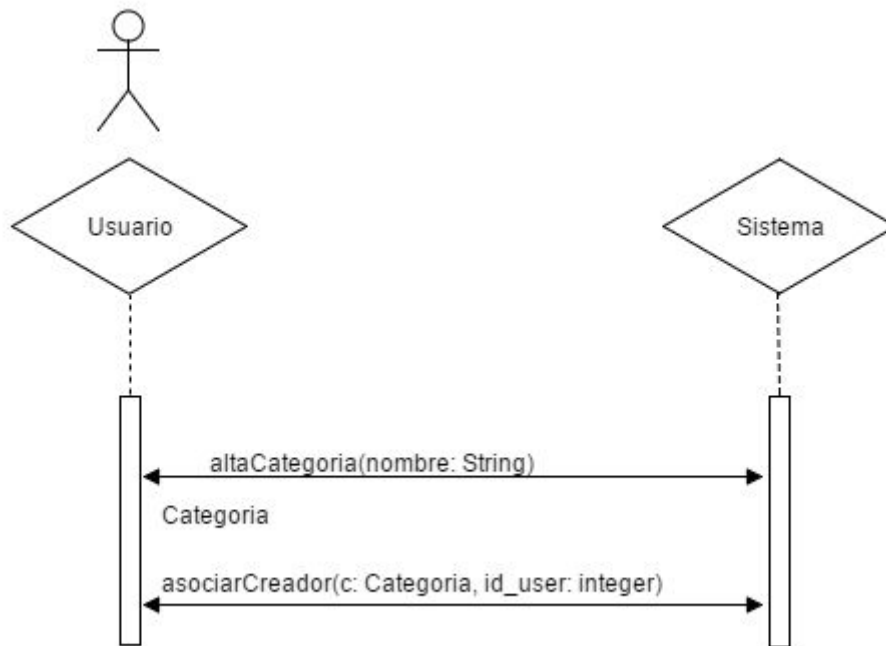 Usuario
Sistema
altaCategoria(nombre: String)
Categoria
asociarCreador(c: Categoria, id_user: integer)